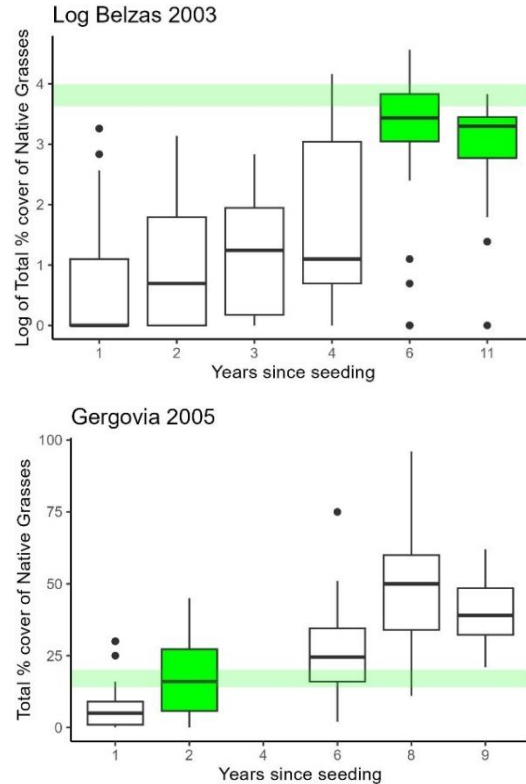 Log Belzas 2003
Log of Total % cover of Native Grasses
4
3
2
1
0
1 2 3 4 6 11
Years since seeding
Gergovia 2005
Total % cover of Native Grasses
100
75
50
25
0
1 2 4 6 8 9
Years since seeding